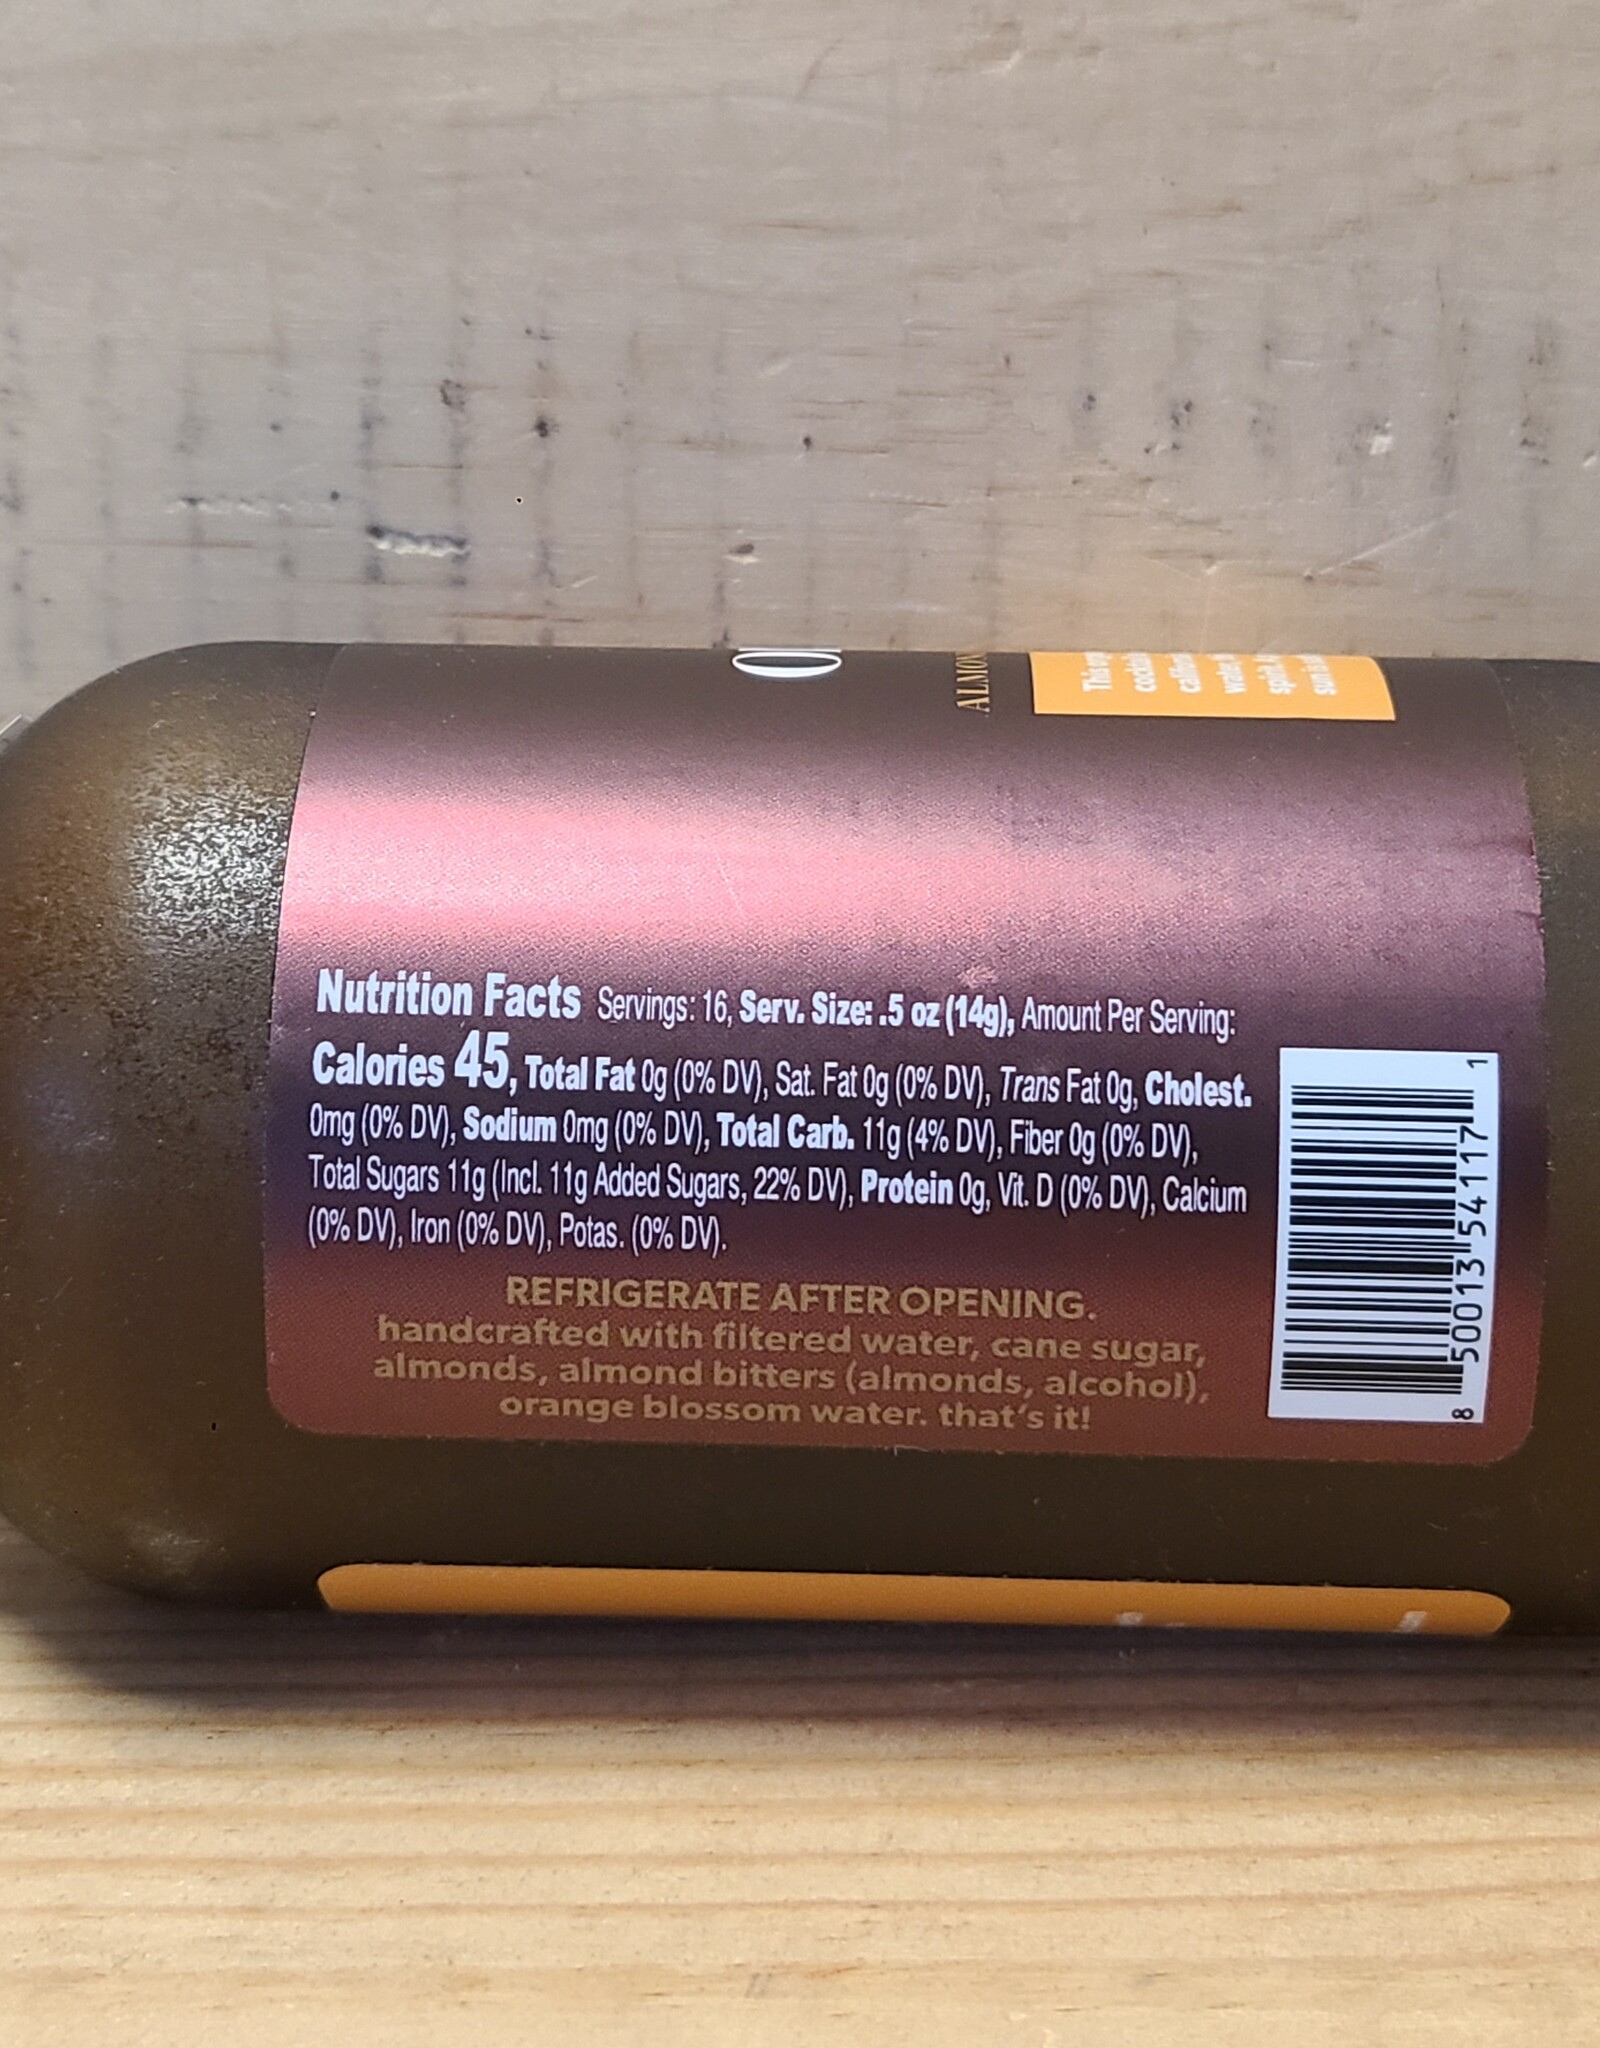 ALMON
This
Nutrition Facts Servings: 16, Serv. Size: .5 oz (14g), Amount Per Serving:
Calories 45, Total Fat 0g (0% DV), Sat. Fat 0g (0% DV), Trans Fat 0g, Cholest.
0mg (0% DV), Sodium 0mg (0% DV), Total Carb. 11g (4% DV), Fiber 0g (0% DV),
Total Sugars 11g (Incl. 11g Added Sugars, 22% DV), Protein 0g, Vit. D (0% DV), Calcium
(0% DV), Iron (0% DV), Potas. (0% DV).
REFRIGERATE AFTER OPENING.
handcrafted with filtered water, cane sugar,
almonds, almond bitters (almonds, alcohol),
orange blossom water. that's it!
8 50013 54117 1